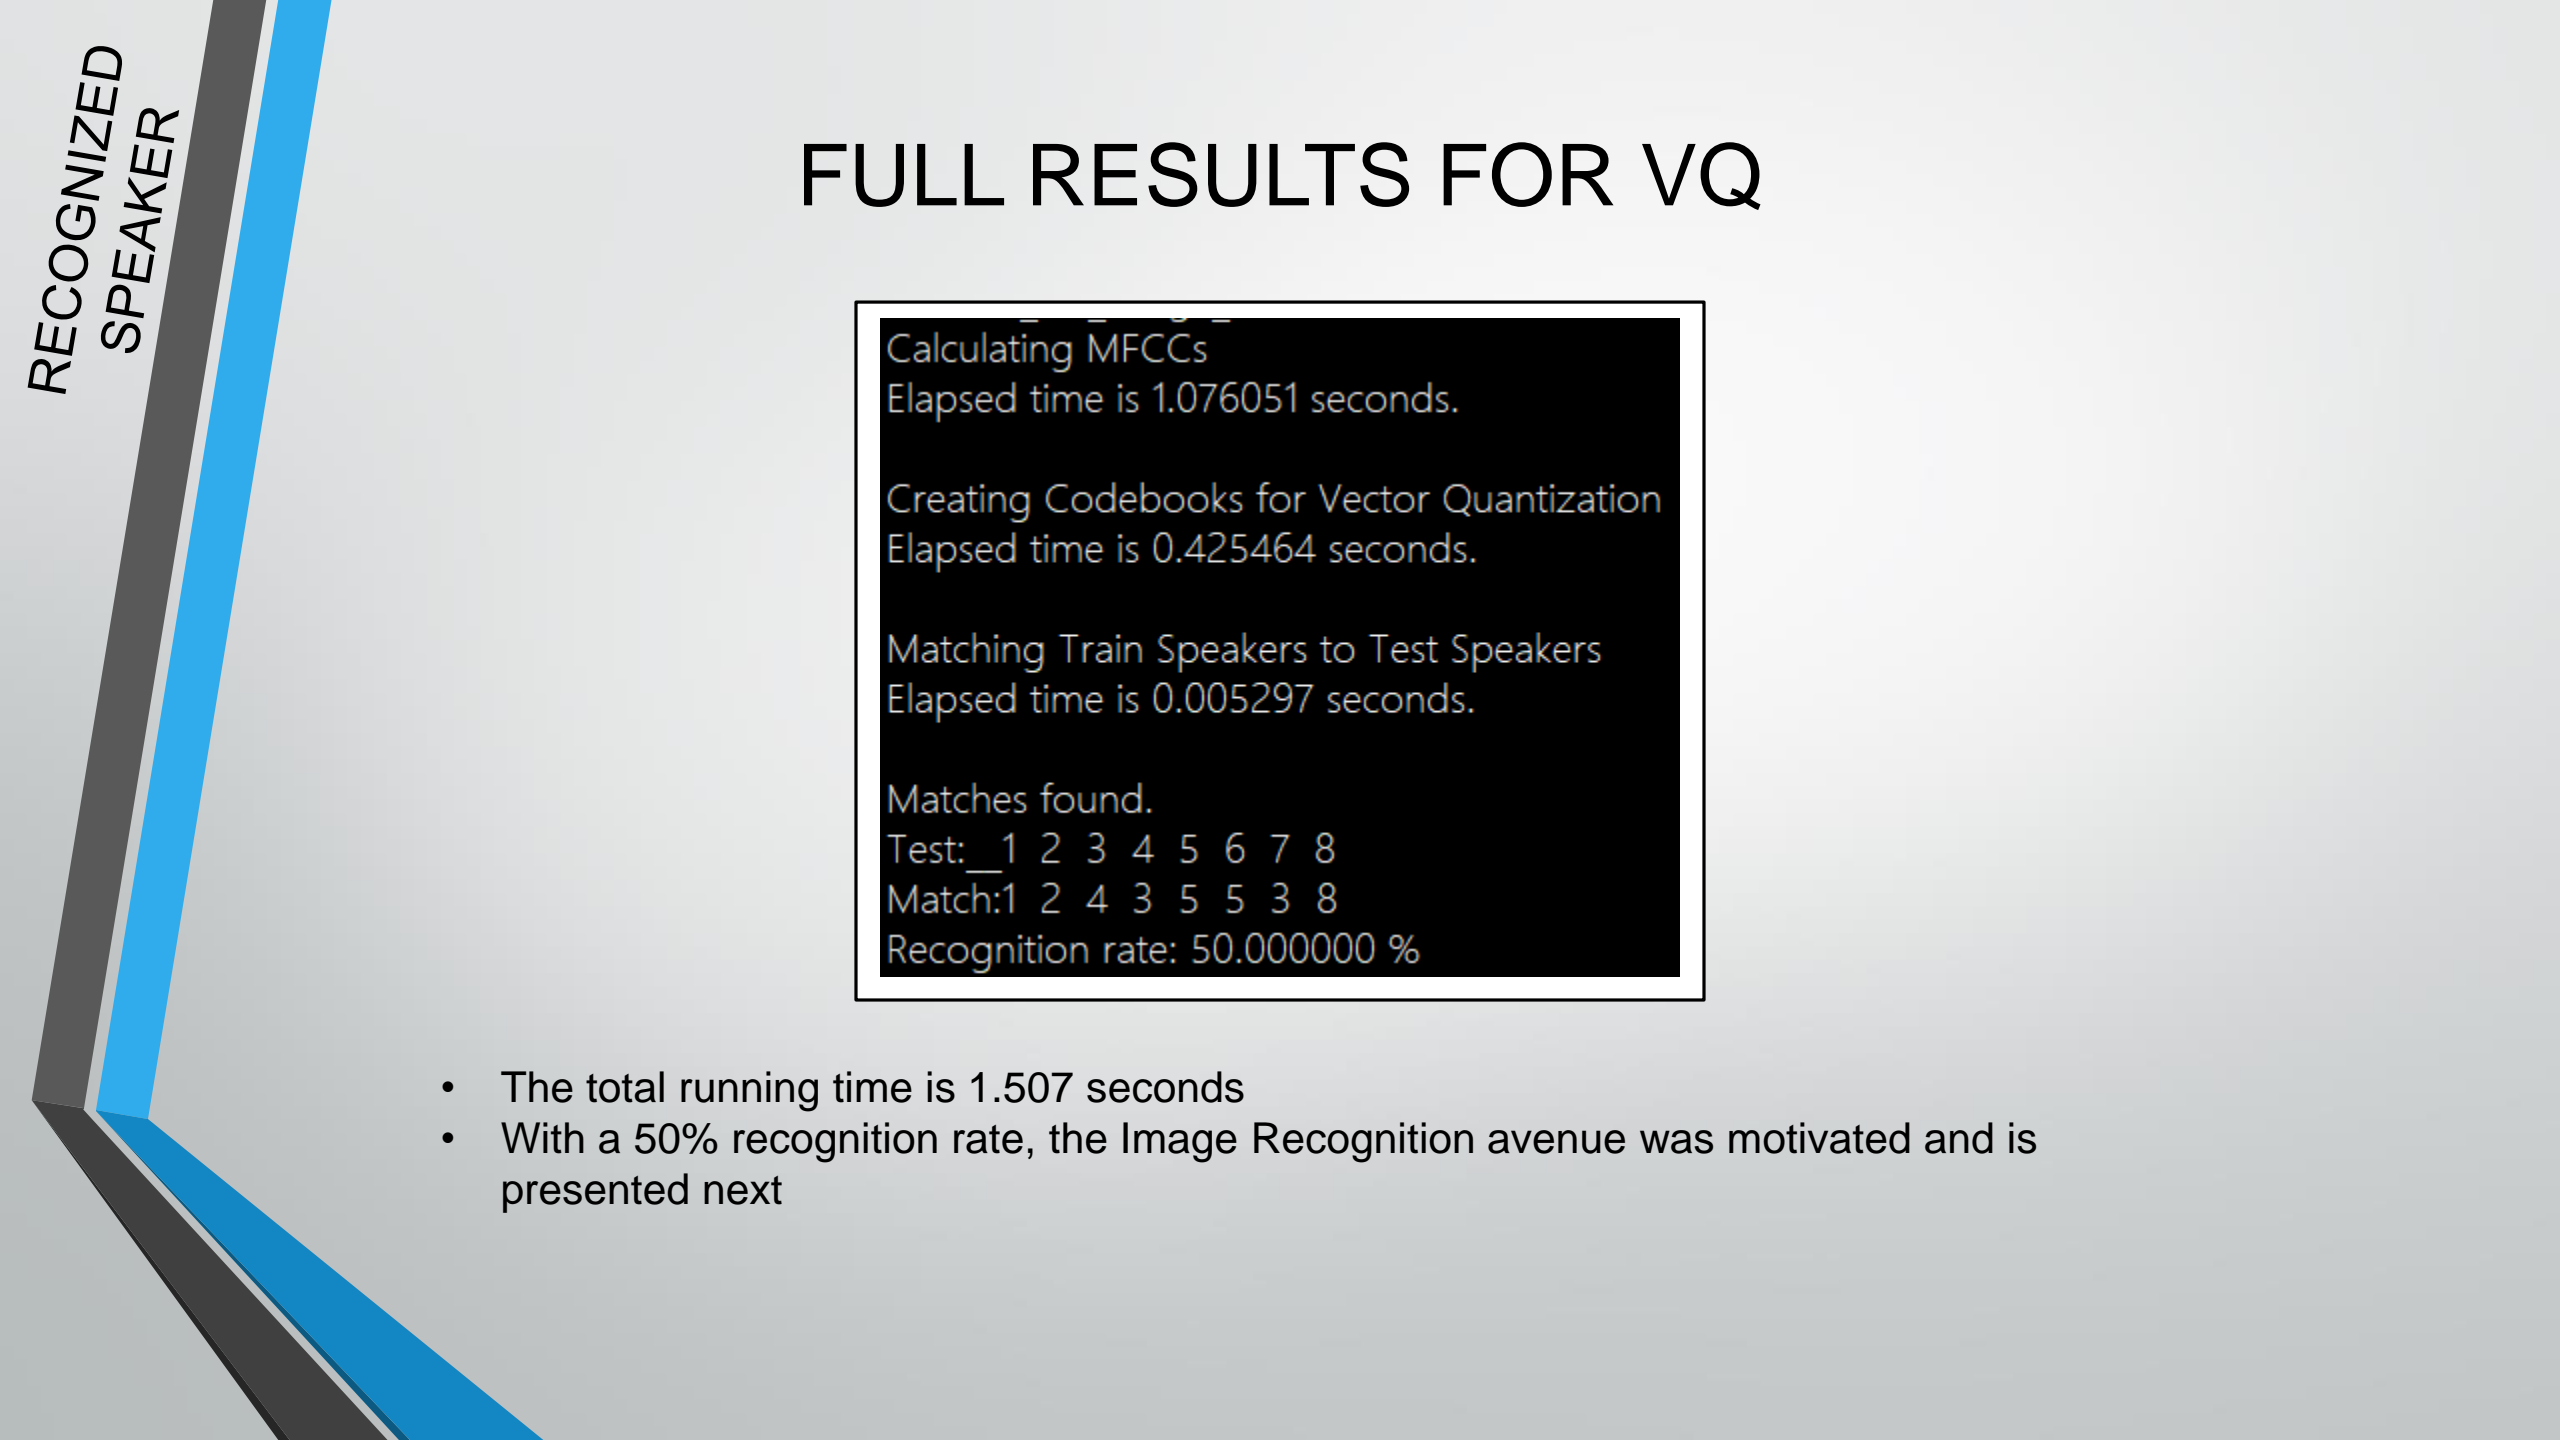 RECOGNIZED
SPEAKER
FULL RESULTS FOR VQ
Calculating MFCCs
Elapsed time is 1.076051 seconds.
Creating Codebooks for Vector Quantization
Elapsed time is 0.425464 seconds.
Matching Train Speakers to Test Speakers
Elapsed time is 0.005297 seconds.
Matches found.
Test:__1 2 3 4 5 6 7 8
Match:1 2 4 3 5 5 3 8
Recognition rate: 50.000000 %
• The total running time is 1.507 seconds
• With a 50% recognition rate, the Image Recognition avenue was motivated and is
presented next